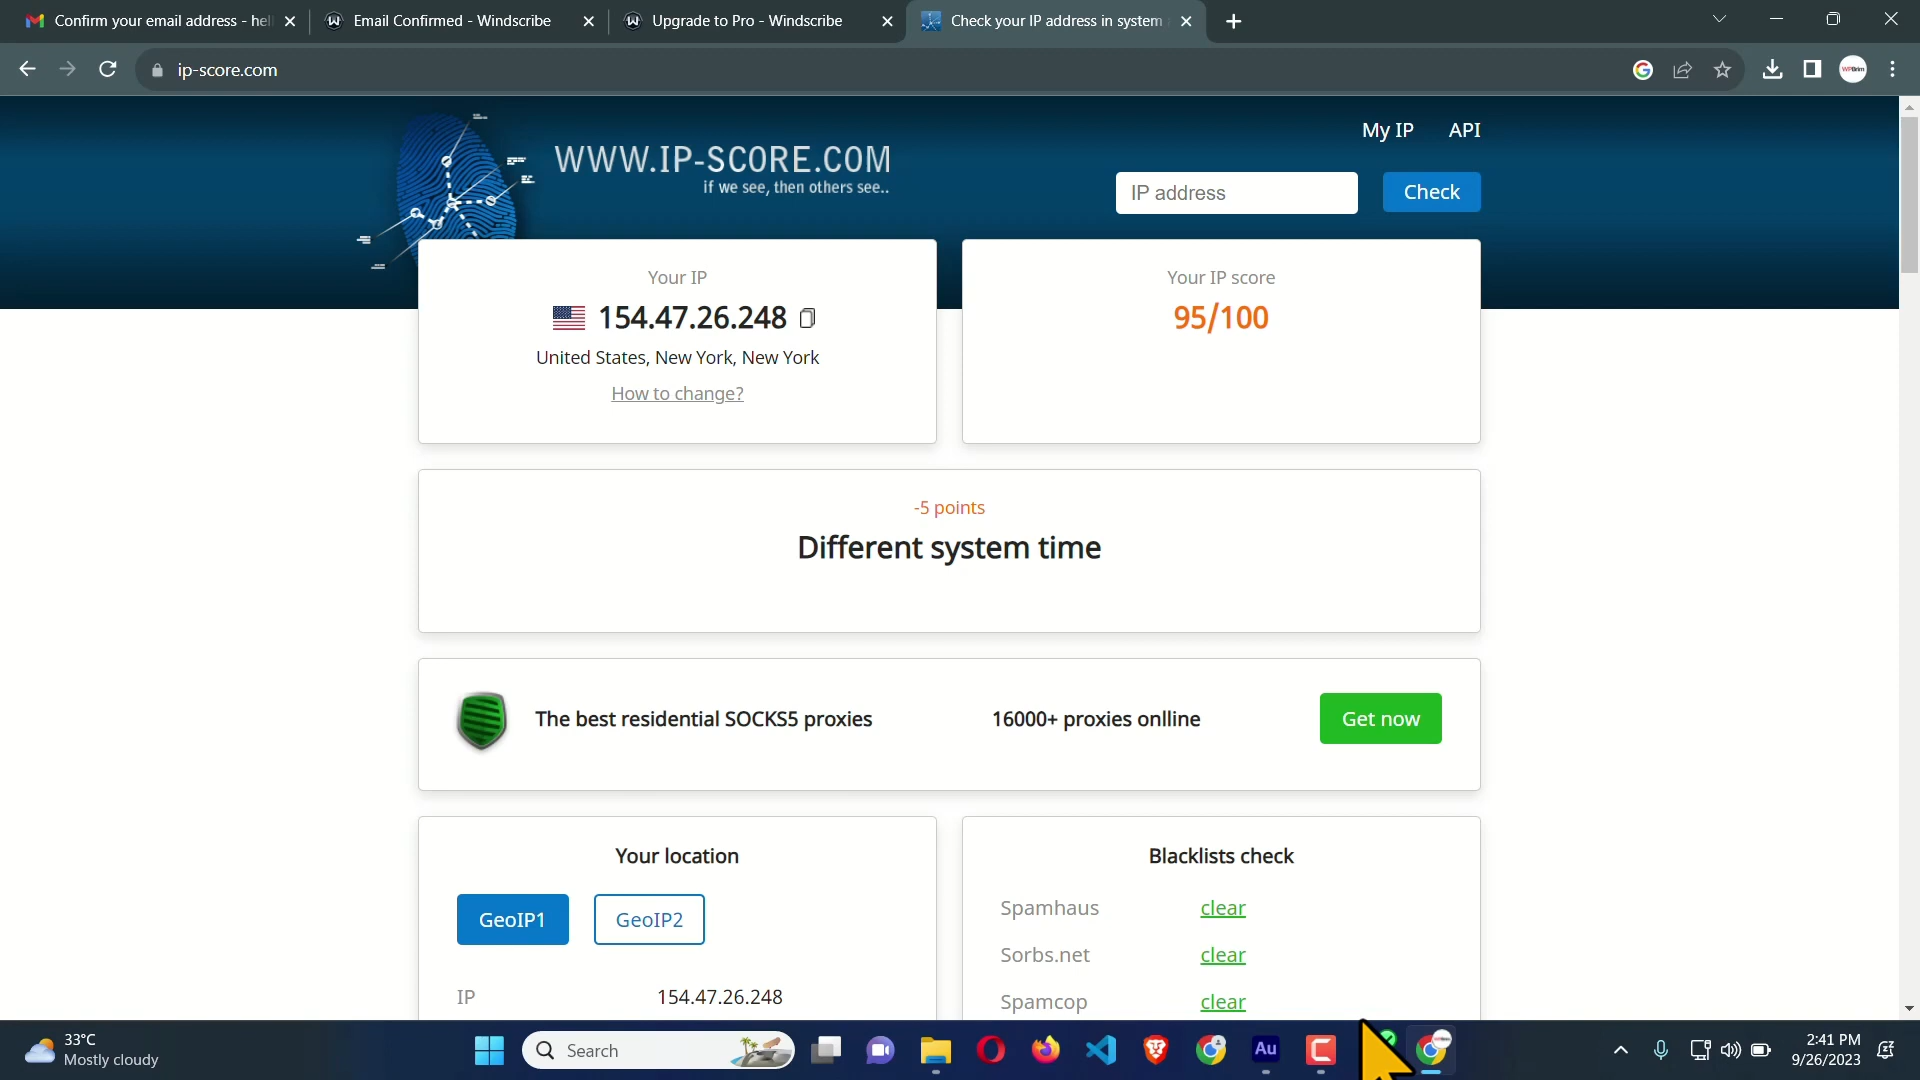 Confirm your email address - hel
Email Confirmed - Windscribe
Upgrade to Pro - Windscribe
Check your IP address in system
ip-score.com
WWW.IP-SCORE.COM
if we see, then others see..
My IP
API
IP address
Check
Your IP
154.47.26.248
United States, New York, New York
How to change?
Your IP score
95/100
-5 points
Different system time
The best residential SOCKS5 proxies
16000+ proxies onlline
Get now
Your location
GeoIP1
GeoIP2
IP
154.47.26.248
Blacklists check
Spamhaus
clear
Sorbs.net
clear
Spamcop
clear
33°C
Mostly cloudy
Search
Au
2:41 PM
9/26/2023